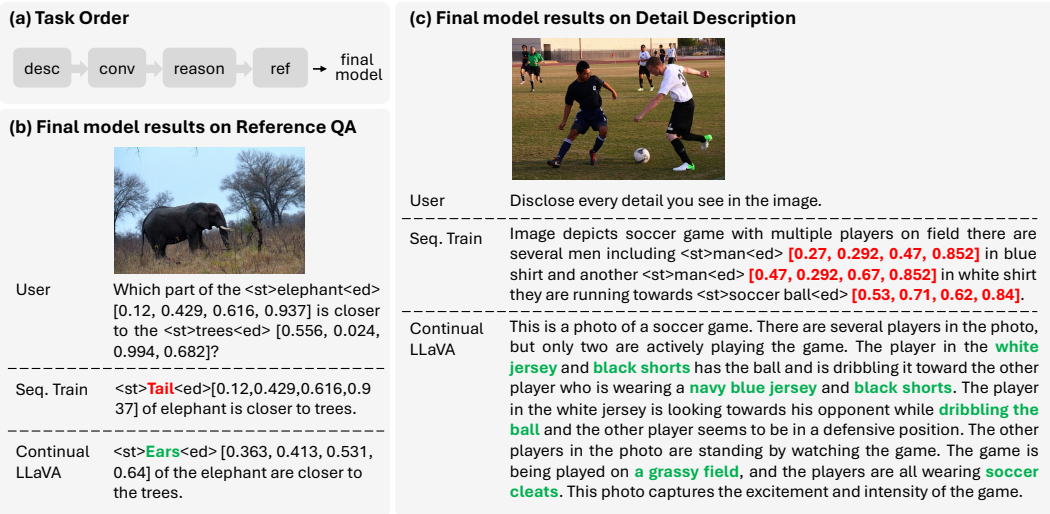 (a) Task Order
desc
conv
reason
ref
final
model
(b) Final model results on Reference QA
User
Which part of the <st>elephant<ed>
[0.12, 0.429, 0.616, 0.937] is closer
to the <st>trees<ed> [0.556, 0.024,
0.994, 0.682]?
Seq. Train
<st>Tail<ed>[0.12,0.429,0.616,0.9
37] of elephant is closer to trees.
Continual
LLaVA
<st>Ears<ed> [0.363, 0.413, 0.531,
0.64] of the elephant are closer to
the trees.
(c) Final model results on Detail Description
User
Disclose every detail you see in the image.
Seq. Train
Image depicts soccer game with multiple players on field there are
several men including <st>man<ed> [0.27, 0.292, 0.47, 0.852] in blue
shirt and another <st>man<ed> [0.47, 0.292, 0.67, 0.852] in white shirt
they are running towards <st>soccer ball<ed> [0.53, 0.71, 0.62, 0.84].
Continual
LLaVA
This is a photo of a soccer game. There are several players in the photo,
but only two are actively playing the game. The player in the white
jersey and black shorts has the ball and is dribbling it toward the other
player who is wearing a navy blue jersey and black shorts. The player
in the white jersey is looking towards his opponent while dribbling the
ball and the other player seems to be in a defensive position. The other
players in the photo are standing by watching the game. The game is
being played on a grassy field, and the players are all wearing soccer
cleats. This photo captures the excitement and intensity of the game.